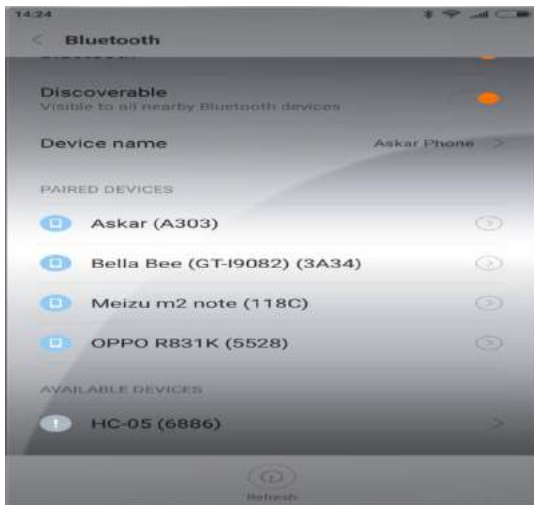 14:24
Bluetooth
Bluetooth
Discoverable
Visible to all nearby Bluetooth devices
Device name
Askar Phone
PAIRED DEVICES
Askar (A303)
Bella Bee (GT-I9082) (3A34)
Meizu m2 note (118C)
OPPO R831K (5528)
AVAILABLE DEVICES
HC-05 (6886)
Refresh